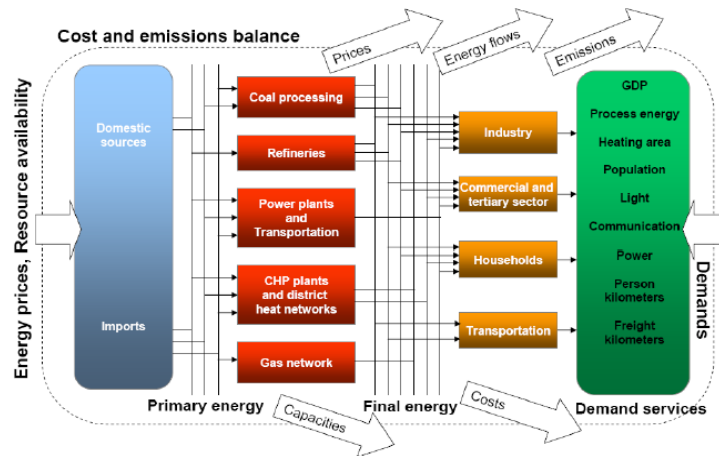 Cost and emissions balance
Prices
Energy flows
Emissions
Energy prices, Resource availability
Domestic
sources
Imports
Coal processing
Refineries
Power plants
and
Transportation
CHP plants
and district
heat networks
Gas network
Industry
Commercial and
tertiary sector
Households
Transportation
GDP
Process energy
Heating area
Population
Light
Communication
Power
Person
kilometers
Freight
kilometers
Demands
Primary energy
Capacities
Final energy
Costs
Demand services